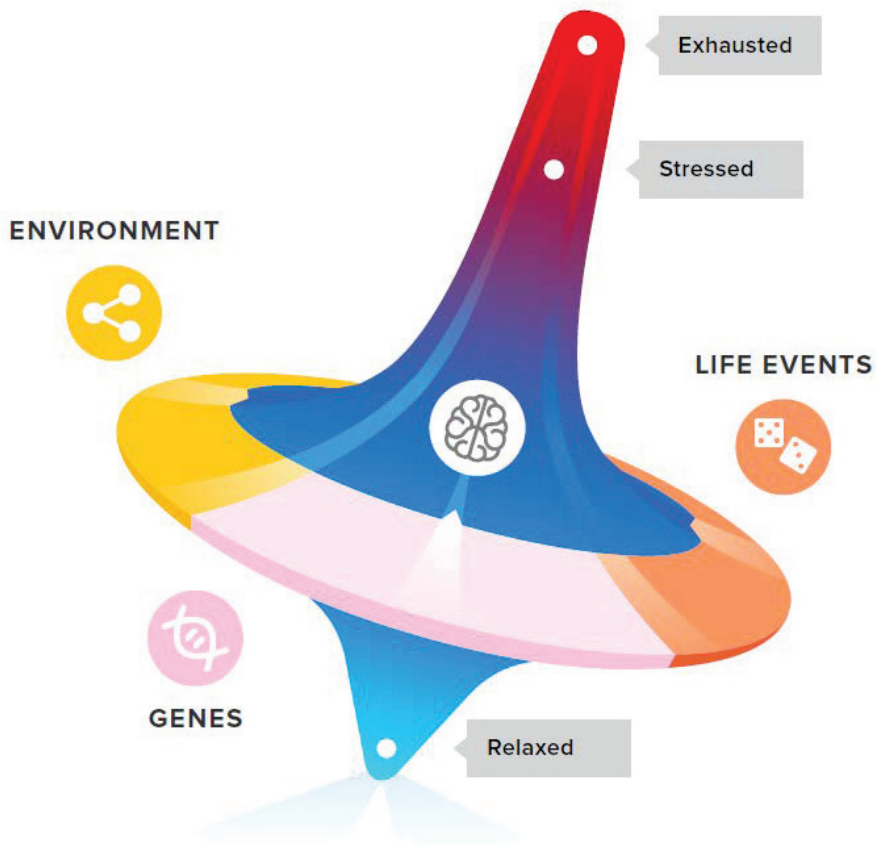 Exhausted
Stressed
ENVIRONMENT
LIFE EVENTS
GENES
Relaxed